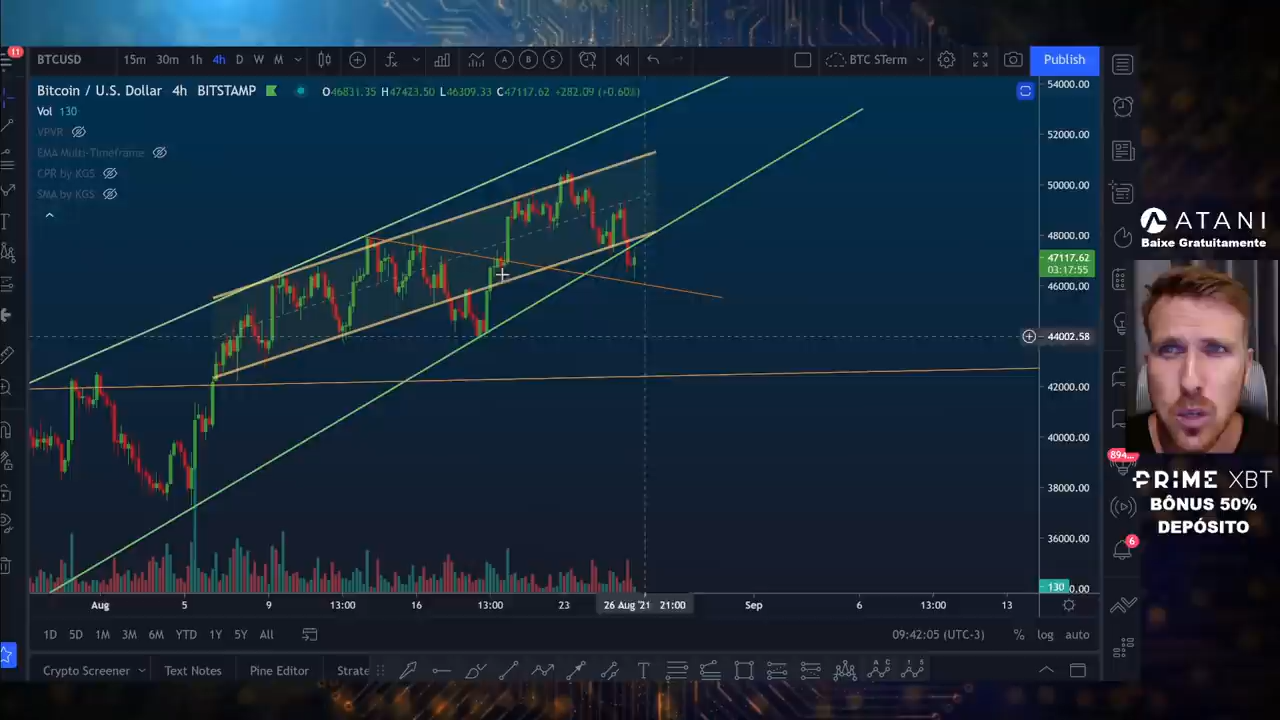 11
BTCUSD 15m 30m 1h 4h D W M A B S BTC STerm Publish
Bitcoin / U.S. Dollar 4h BITSTAMP O46831.35 H47423.50 L46309.33 C47117.62 +282.09 (+0.60%)
Vol 130
VPVR
EMA Multi-Timeframe
CPR by KGS
SMA by KGS
54000.00
52000.00
50000.00
48000.00
47117.62
03:17:55
46000.00
44002.58
42000.00
40000.00
38000.00
36000.00
130
Aug 5 9 13:00 16 13:00 23 26 Aug '21 21:00 Sep 6 13:00 13
1D 5D 1M 3M 6M YTD 1Y 5Y All 09:42:05 (UTC-3) % log auto
Crypto Screener Text Notes Pine Editor Strate
894...
6
ATANI
Baixe Gratuitamente
PRIME XBT
BÔNUS 50%
DEPÓSITO